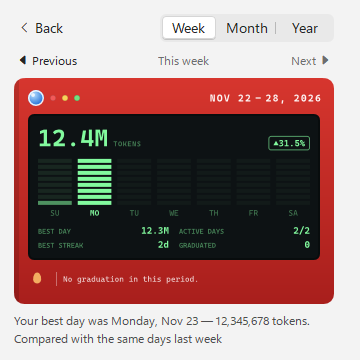 Back
Week Month Year
Previous This week Next
NOV 22–28, 2026
12.4M TOKENS ▲31.5%
SU MO TU WE TH FR SA
BEST DAY 12.3M ACTIVE DAYS 2/2
BEST STREAK 2d GRADUATED 0
No graduation in this period.
Your best day was Monday, Nov 23 — 12,345,678 tokens.
Compared with the same days last week